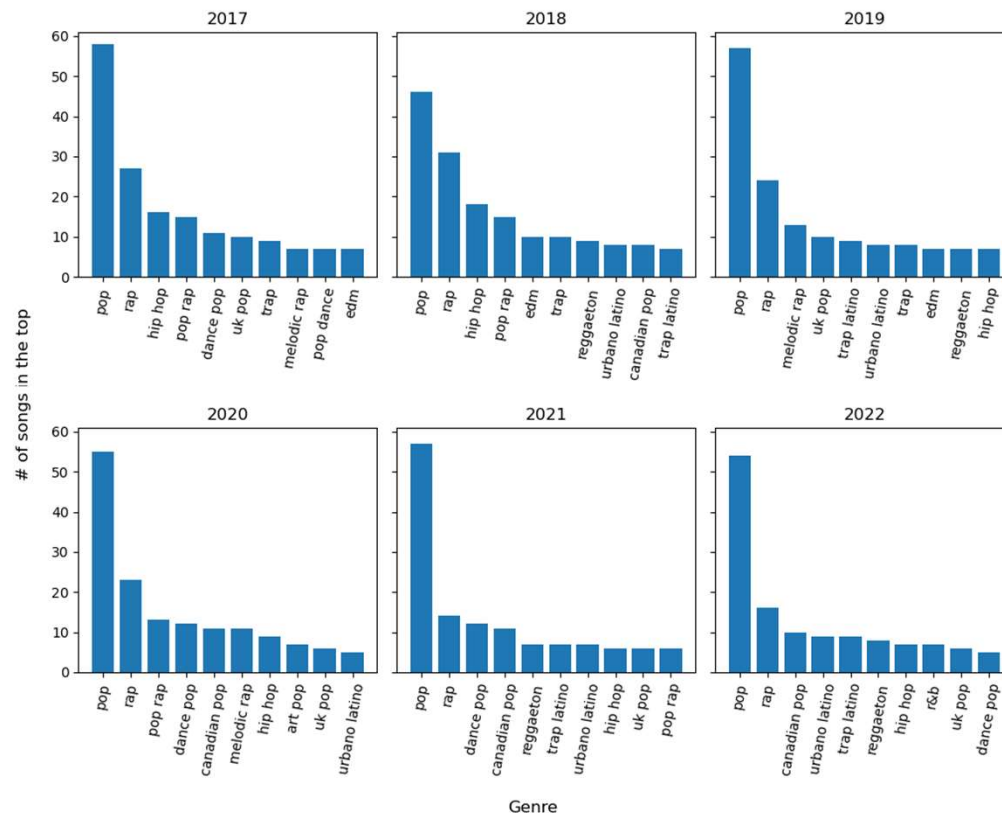 2017
2018
2019
60
50
40
30
20
10
0
pop
rap
hip hop
pop rap
dance pop
uk pop
trap
melodic rap
pop dance
edm
pop
rap
hip hop
pop rap
edm
trap
reggaeton
urbano latino
canadian pop
trap latino
pop
rap
melodic rap
uk pop
trap latino
urbano latino
trap
edm
reggaeton
hip hop
# of songs in the top
2020
2021
2022
60
50
40
30
20
10
0
pop
rap
pop rap
dance pop
canadian pop
melodic rap
hip hop
art pop
uk pop
urbano latino
pop
rap
dance pop
canadian pop
reggaeton
trap latino
urbano latino
hip hop
uk pop
pop rap
pop
rap
canadian pop
urbano latino
trap latino
reggaeton
hip hop
r&b
uk pop
dance pop
Genre